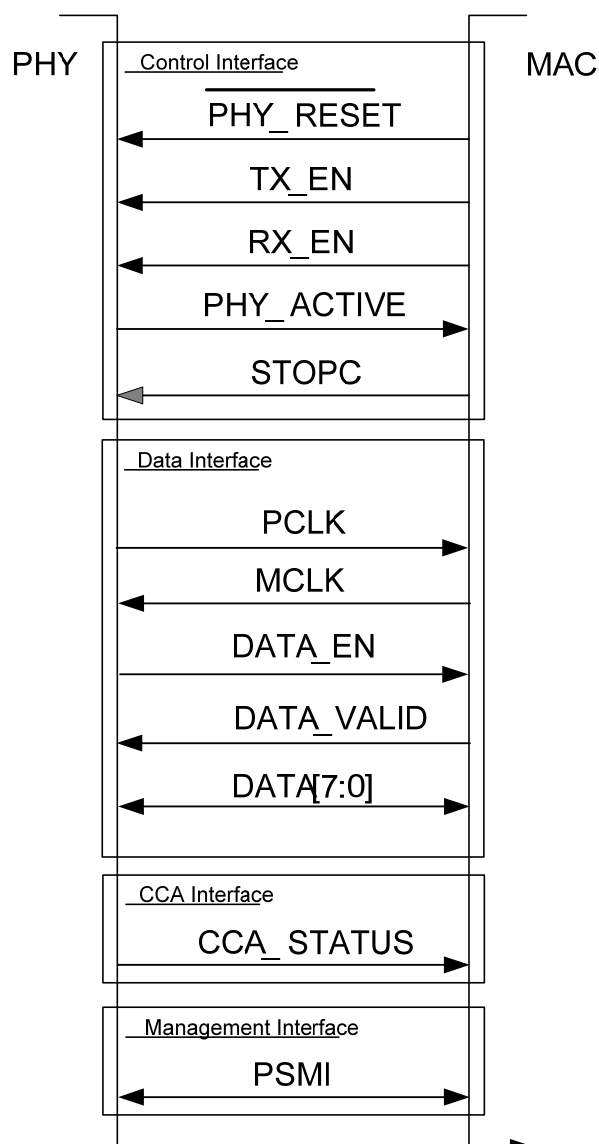 PHY
MAC
Control Interface
PHY_RESET
TX_EN
RX_EN
PHY_ACTIVE
STOPC
Data Interface
PCLK
MCLK
DATA_EN
DATA_VALID
DATA[7:0]
CCA Interface
CCA_STATUS
Management Interface
PSMI